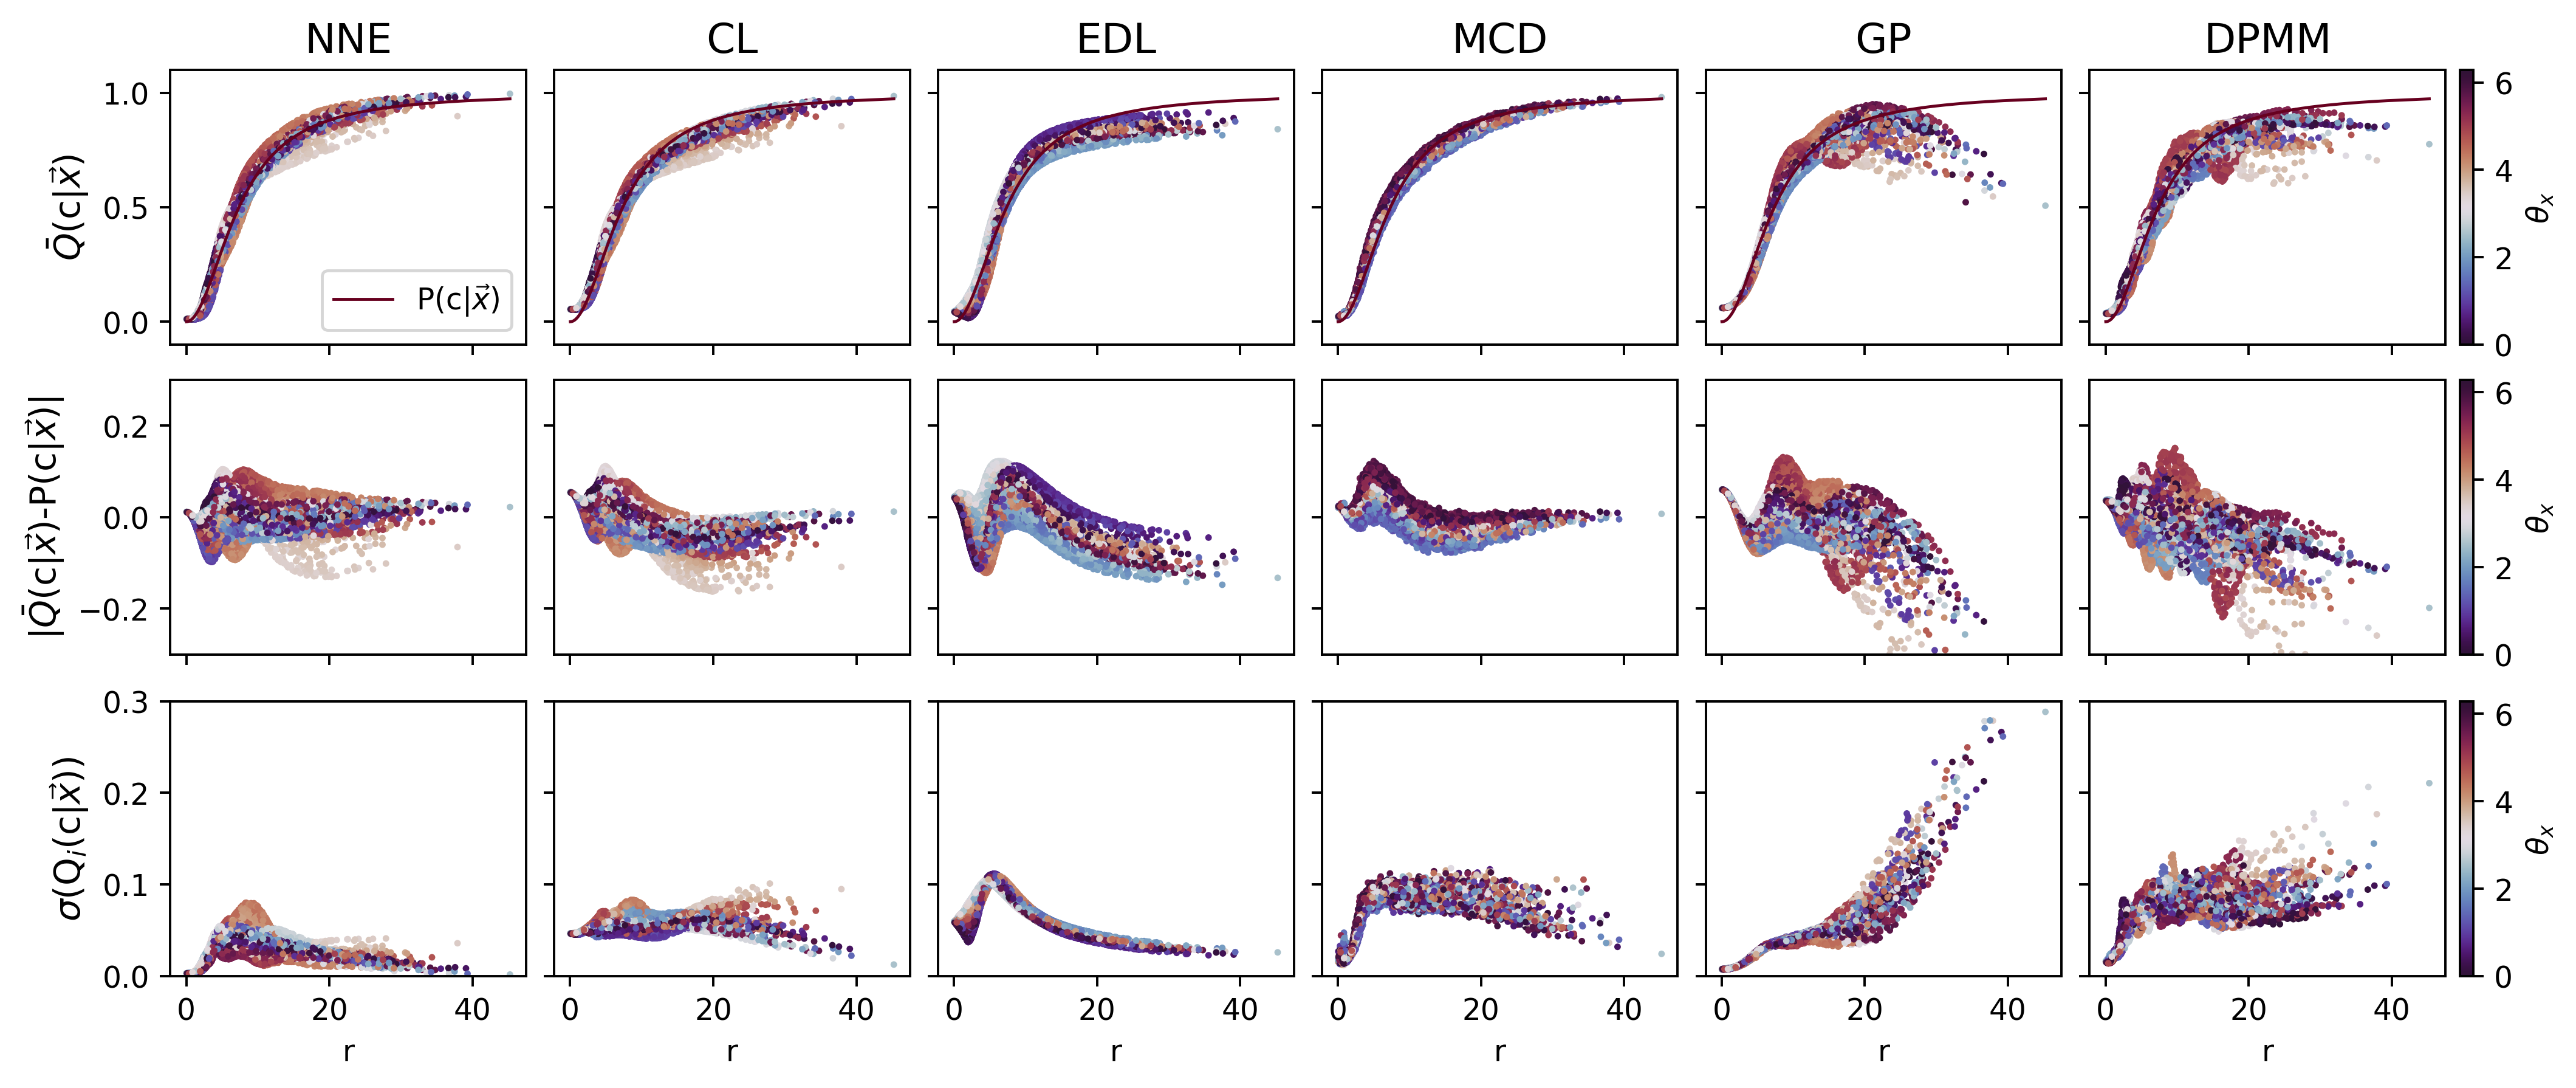 NNE CL EDL MCD GP DPMM
Q̄(c|x⃗)
1.0
0.5
0.0
P(c|x⃗)
6
4
2
0
θₓ
|Q̄(c|x⃗)-P(c|x⃗)|
0.2
0.0
−0.2
6
4
2
0
θₓ
σ(Qᵢ(c|x⃗))
0.3
0.2
0.1
0.0
6
4
2
0
θₓ
0 20 40 0 20 40 0 20 40 0 20 40 0 20 40 0 20 40
r r r r r r